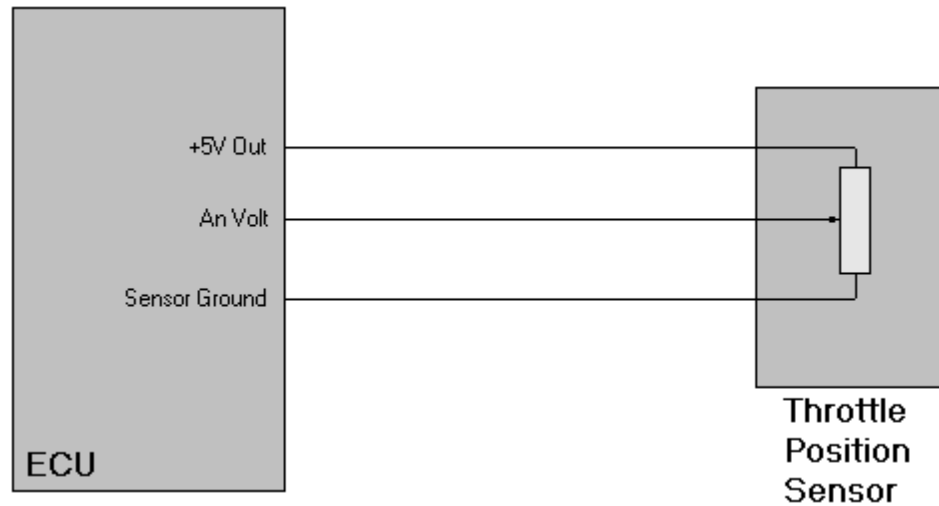 +5V Out
An Volt
Sensor Ground
ECU
Throttle
Position
Sensor